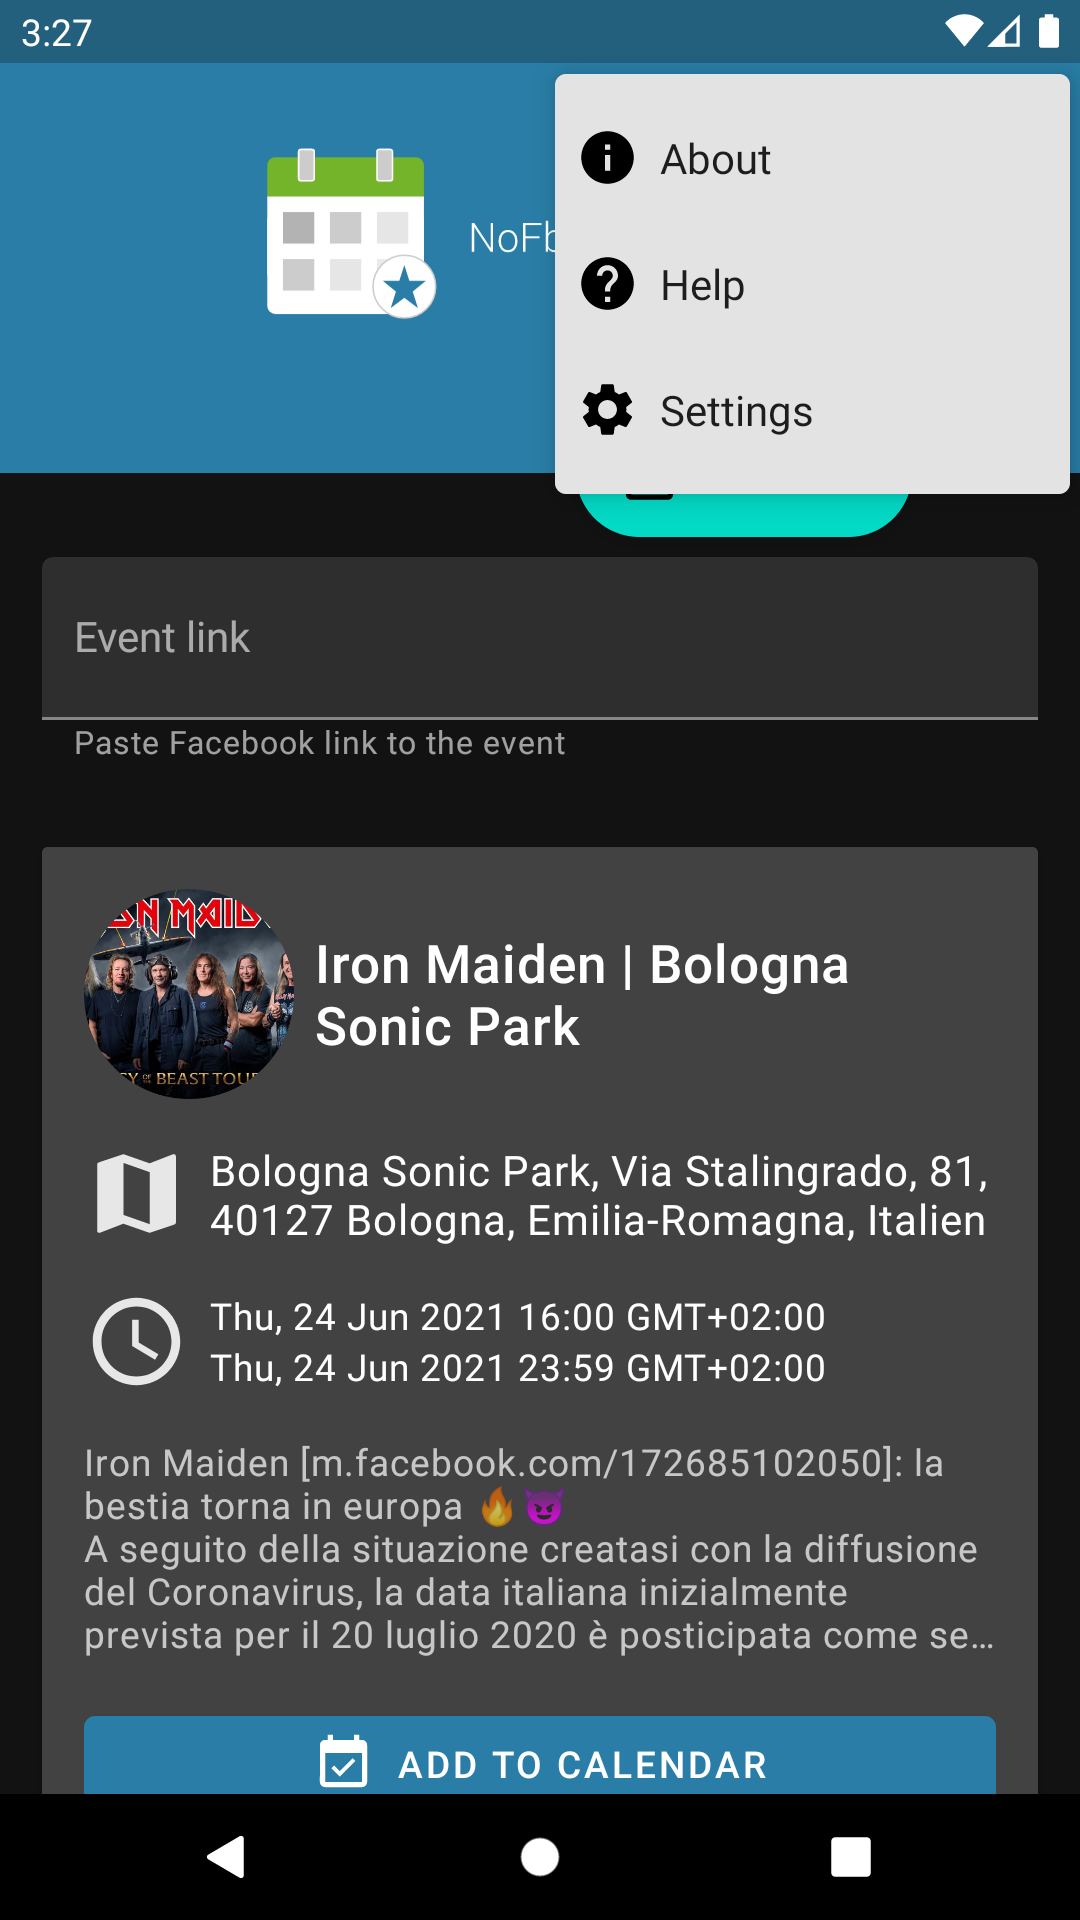 3:27
About
NoFb
Help
Settings
Event link
Paste Facebook link to the event
Iron Maiden | Bologna
Sonic Park
Bologna Sonic Park, Via Stalingrado, 81,
40127 Bologna, Emilia-Romagna, Italien
Thu, 24 Jun 2021 16:00 GMT+02:00
Thu, 24 Jun 2021 23:59 GMT+02:00
Iron Maiden [m.facebook.com/172685102050]: la
bestia torna in europa 🔥😈
A seguito della situazione creatasi con la diffusione
del Coronavirus, la data italiana inizialmente
prevista per il 20 luglio 2020 è posticipata come se…
ADD TO CALENDAR